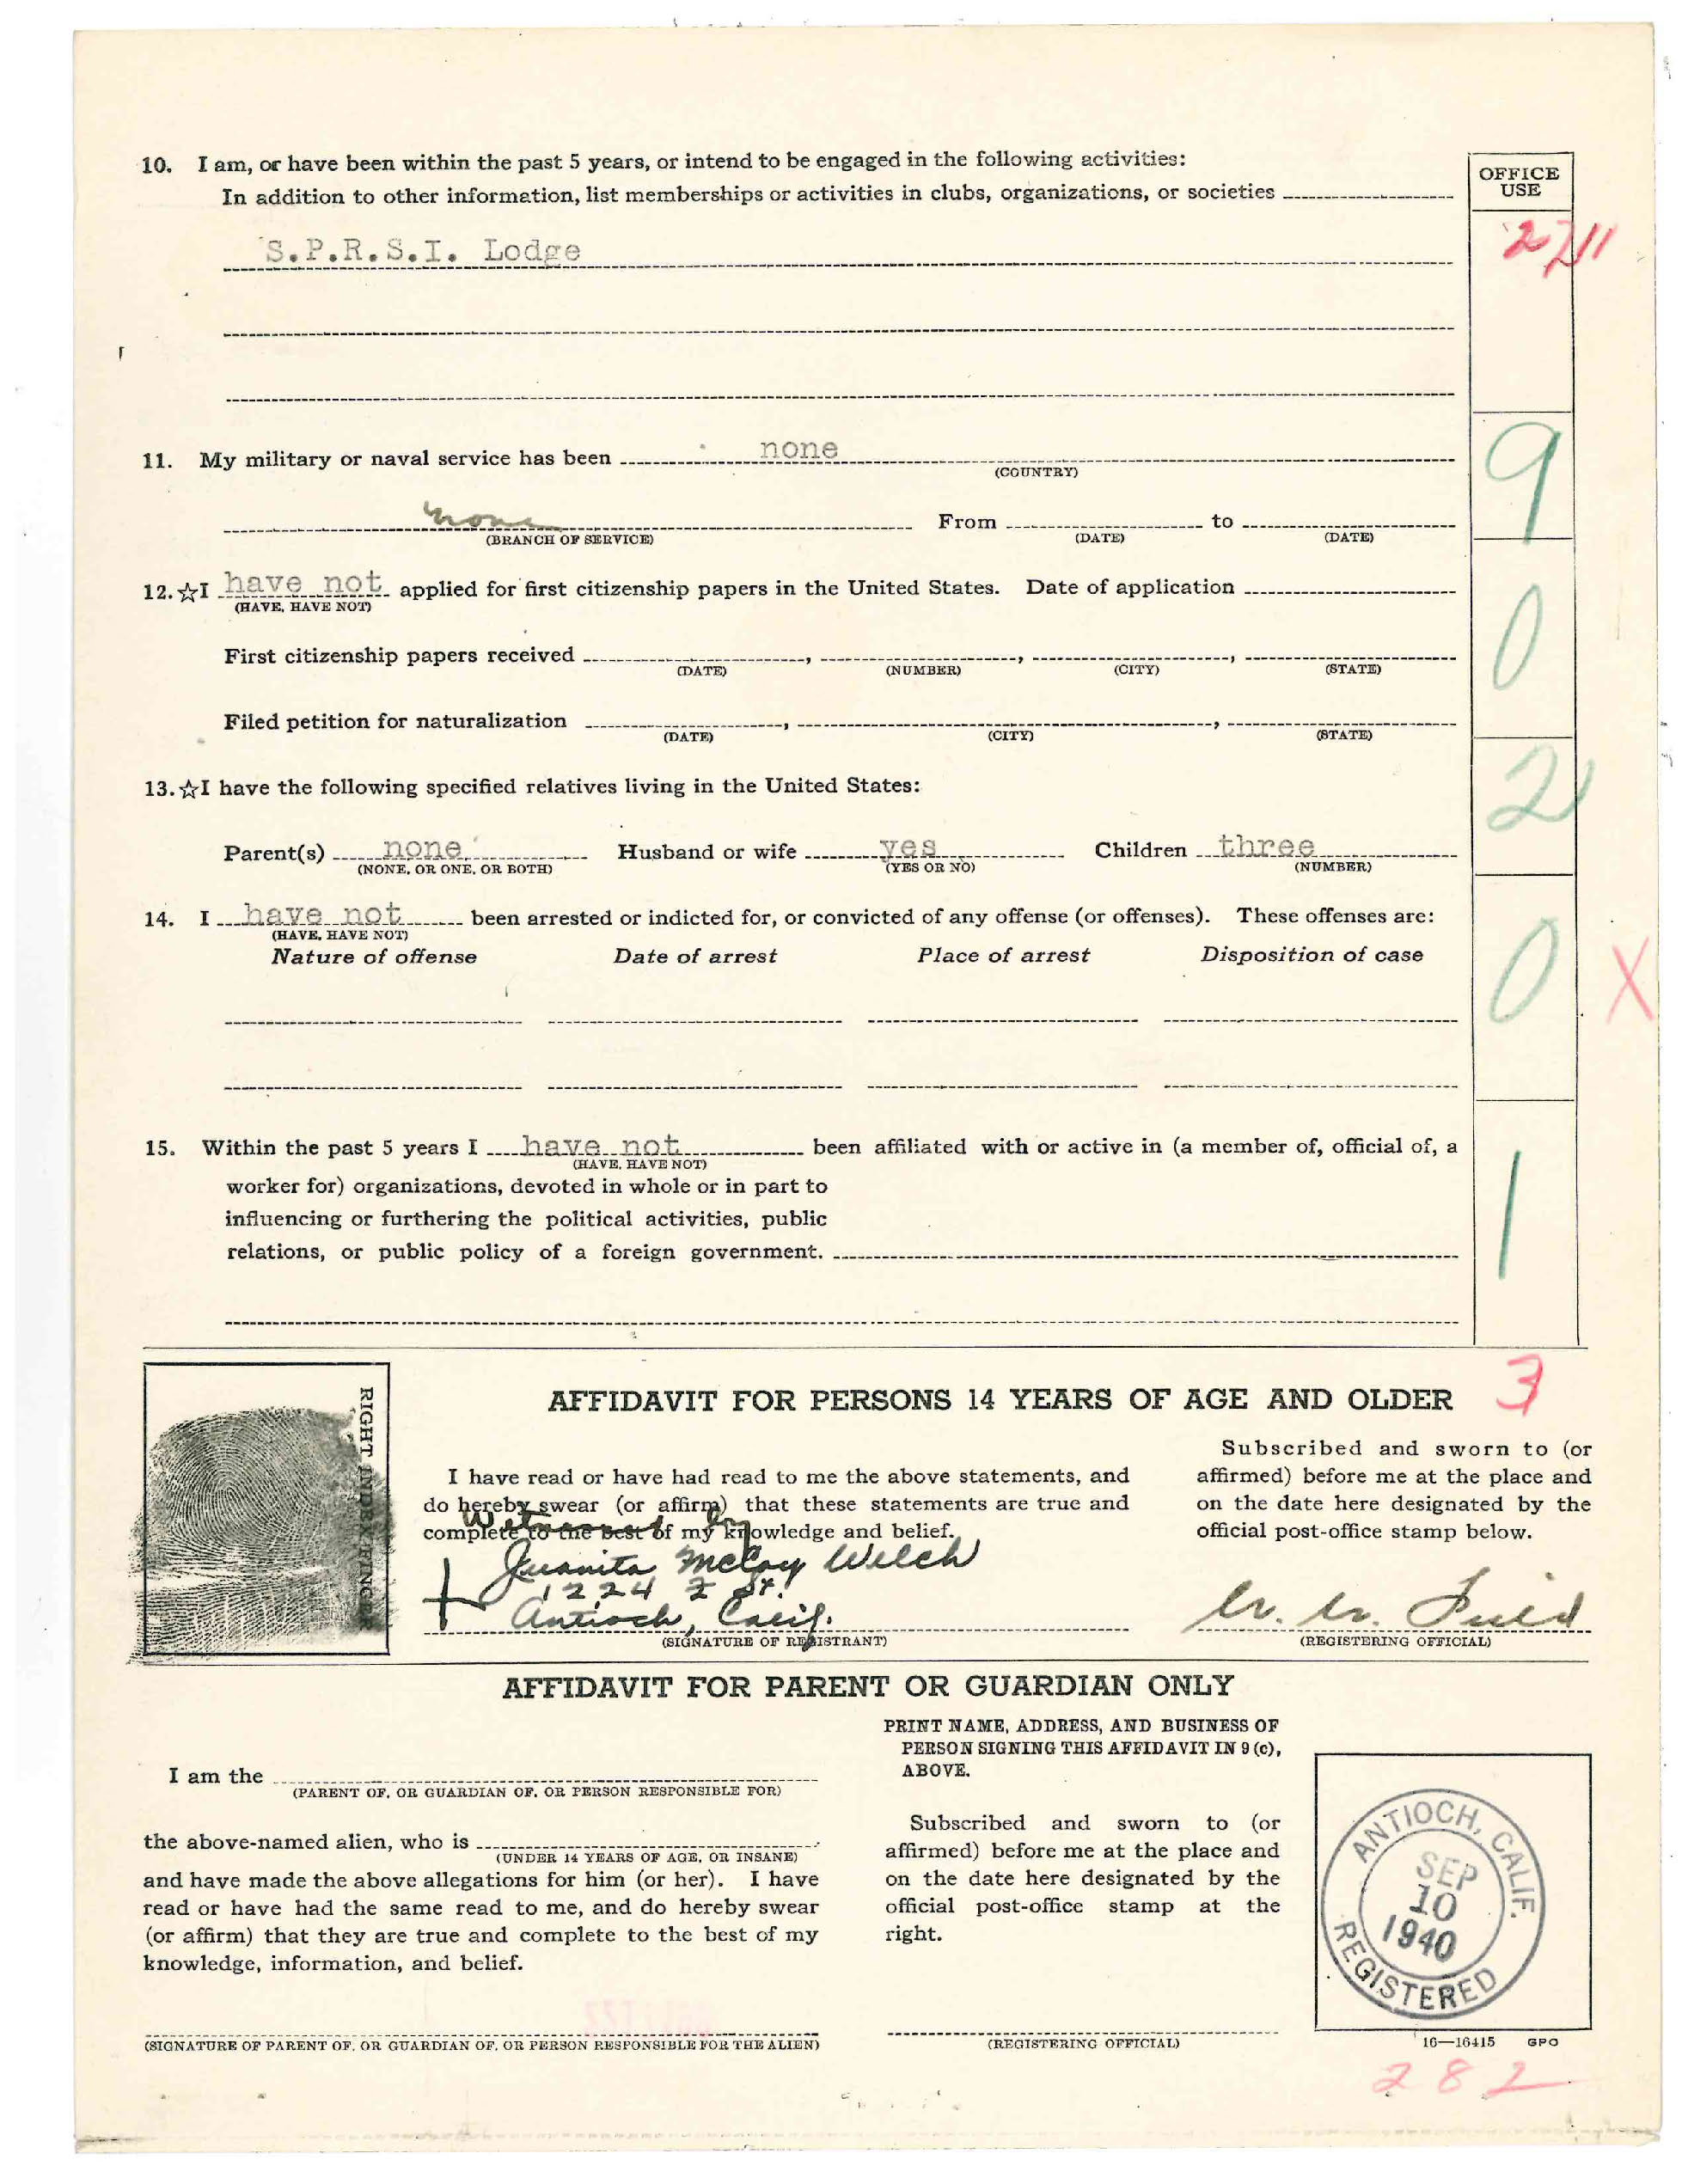 10. I am, or have been within the past 5 years, or intend to be engaged in the following activities:
In addition to other information, list memberships or activities in clubs, organizations, or societies
OFFICE USE
S.P.R.S.I. Lodge
2711
11. My military or naval service has been none
(COUNTRY)
9
none From to
(BRANCH OF SERVICE) (DATE) (DATE)
12. ☆I have not applied for first citizenship papers in the United States. Date of application
(HAVE, HAVE NOT)
0
First citizenship papers received , , ,
(DATE) (NUMBER) (CITY) (STATE)
Filed petition for naturalization , ,
(DATE) (CITY) (STATE)
13. ☆I have the following specified relatives living in the United States:
2
Parent(s) none Husband or wife yes Children three
(NONE, OR ONE, OR BOTH) (YES OR NO) (NUMBER)
14. I have not been arrested or indicted for, or convicted of any offense (or offenses). These offenses are:
(HAVE, HAVE NOT)
Nature of offense Date of arrest Place of arrest Disposition of case
0 X
15. Within the past 5 years I have not been affiliated with or active in (a member of, official of, a
(HAVE, HAVE NOT)
worker for) organizations, devoted in whole or in part to
influencing or furthering the political activities, public
relations, or public policy of a foreign government.
1
RIGHT INDEX FINGER
AFFIDAVIT FOR PERSONS 14 YEARS OF AGE AND OLDER
3
I have read or have had read to me the above statements, and
do hereby swear (or affirm) that these statements are true and
complete to the best of my knowledge and belief.
Witnessed by
Juanita McCoy Welch
1224 Z St.
Antioch, Calif.
(SIGNATURE OF REGISTRANT)
Subscribed and sworn to (or
affirmed) before me at the place and
on the date here designated by the
official post-office stamp below.
(REGISTERING OFFICIAL)
AFFIDAVIT FOR PARENT OR GUARDIAN ONLY
I am the
(PARENT OF, OR GUARDIAN OF, OR PERSON RESPONSIBLE FOR)
the above-named alien, who is
(UNDER 14 YEARS OF AGE, OR INSANE)
and have made the above allegations for him (or her). I have
read or have had the same read to me, and do hereby swear
(or affirm) that they are true and complete to the best of my
knowledge, information, and belief.
(SIGNATURE OF PARENT OF, OR GUARDIAN OF, OR PERSON RESPONSIBLE FOR THE ALIEN)
PRINT NAME, ADDRESS, AND BUSINESS OF
PERSON SIGNING THIS AFFIDAVIT IN 9 (c),
ABOVE.
Subscribed and sworn to (or
affirmed) before me at the place and
on the date here designated by the
official post-office stamp at the
right.
(REGISTERING OFFICIAL)
ANTIOCH, CALIF.
SEP
10
1940
REGISTERED
16—16415 GPO
282